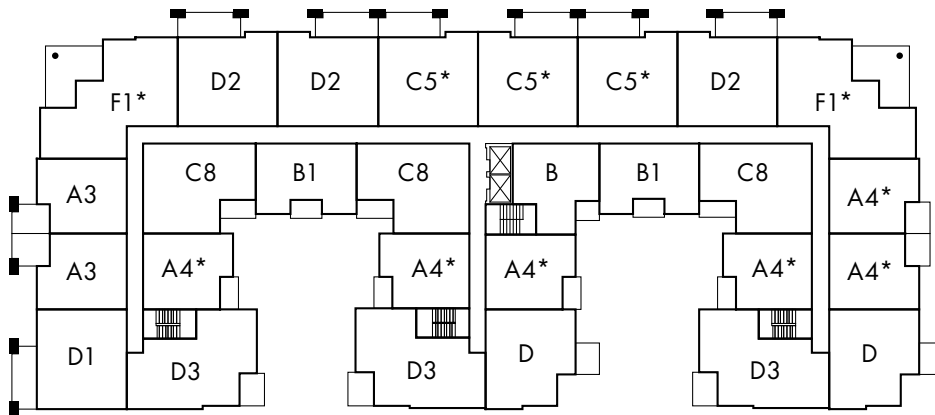 F1* D2 D2 C5* C5* C5* D2 F1*
A3 C8 B1 C8 B B1 C8 A4*
A3 A4* A4* A4* A4* A4*
D1 D3 D3 D D3 D